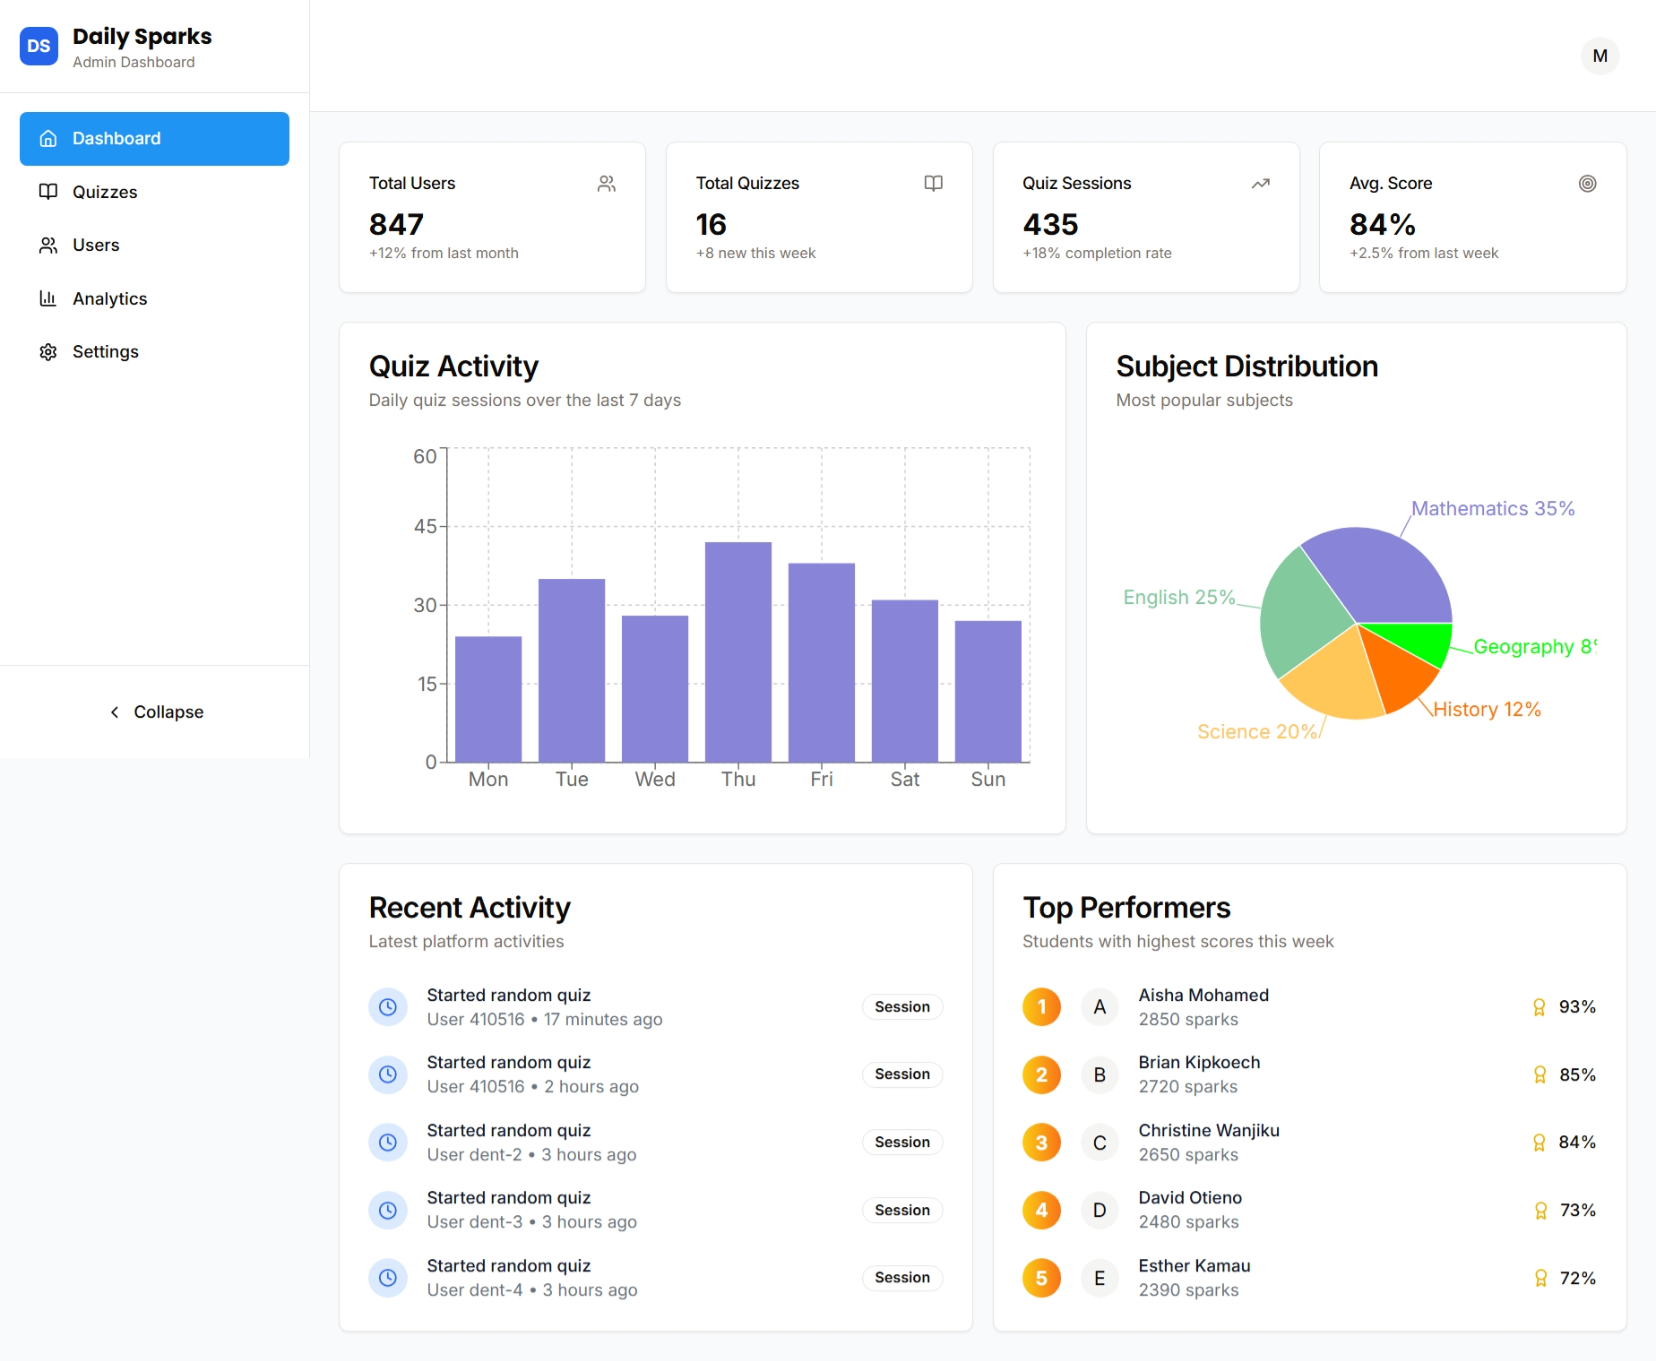 DS
Daily Sparks
Admin Dashboard
M
Dashboard
Quizzes
Users
Analytics
Settings
Collapse
Total Users
847
+12% from last month
Total Quizzes
16
+8 new this week
Quiz Sessions
435
+18% completion rate
Avg. Score
84%
+2.5% from last week
Quiz Activity
Daily quiz sessions over the last 7 days
60
45
30
15
0
Mon Tue Wed Thu Fri Sat Sun
Subject Distribution
Most popular subjects
Mathematics 35%
English 25%
Geography 8
History 12%
Science 20%
Recent Activity
Latest platform activities
Started random quiz
User 410516 • 17 minutes ago
Session
Started random quiz
User 410516 • 2 hours ago
Session
Started random quiz
User dent-2 • 3 hours ago
Session
Started random quiz
User dent-3 • 3 hours ago
Session
Started random quiz
User dent-4 • 3 hours ago
Session
Top Performers
Students with highest scores this week
1 A Aisha Mohamed
2850 sparks
93%
2 B Brian Kipkoech
2720 sparks
85%
3 C Christine Wanjiku
2650 sparks
84%
4 D David Otieno
2480 sparks
73%
5 E Esther Kamau
2390 sparks
72%